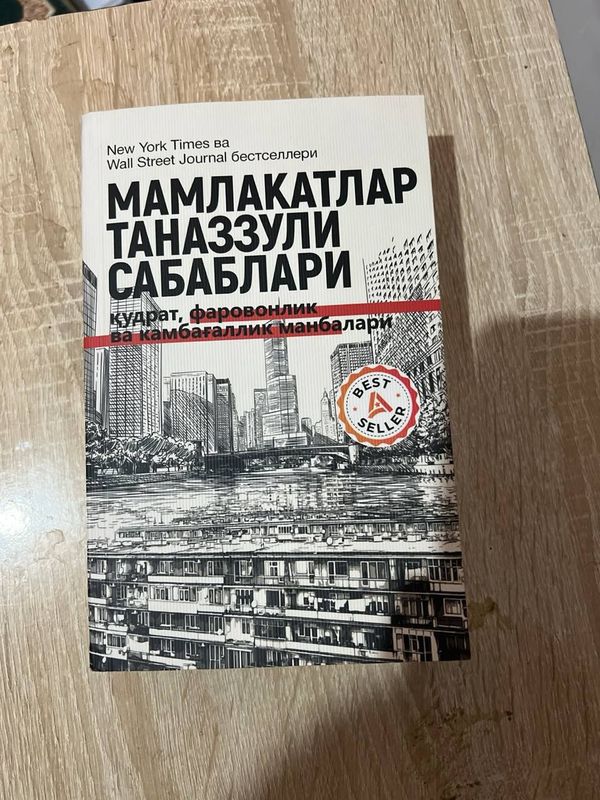 New York Times ва
Wall Street Journal бестселлери
МАМЛАКАТЛАР
ТАНАЗЗУЛИ
САБАБЛАРИ
қудрат, фаровонлик
ва камбағаллик манбалари
BEST
SELLER